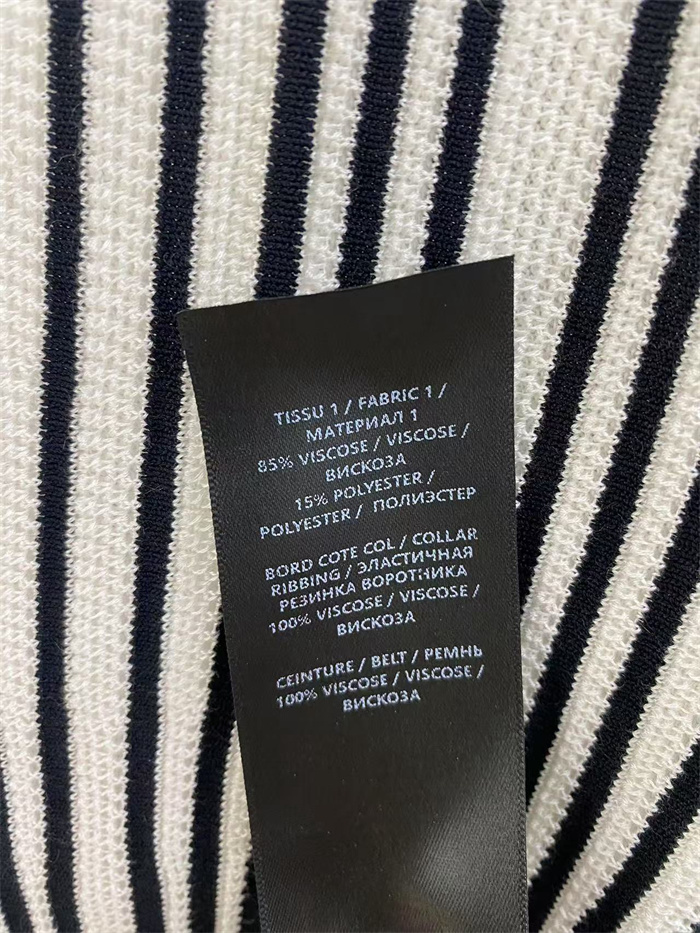 TISSU 1 / FABRIC 1 /
МАТЕРИАЛ 1
85% VISCOSE / VISCOSE /
ВИСКОЗА
15% POLYESTER /
POLYESTER / ПОЛИЭСТЕР
BORD COTE COL / COLLAR
RIBBING / ЭЛАСТИЧНАЯ
РЕЗИНКА ВОРОТНИКА
100% VISCOSE / VISCOSE /
ВИСКОЗА
CEINTURE / BELT / РЕМНЬ
100% VISCOSE / VISCOSE /
ВИСКОЗА